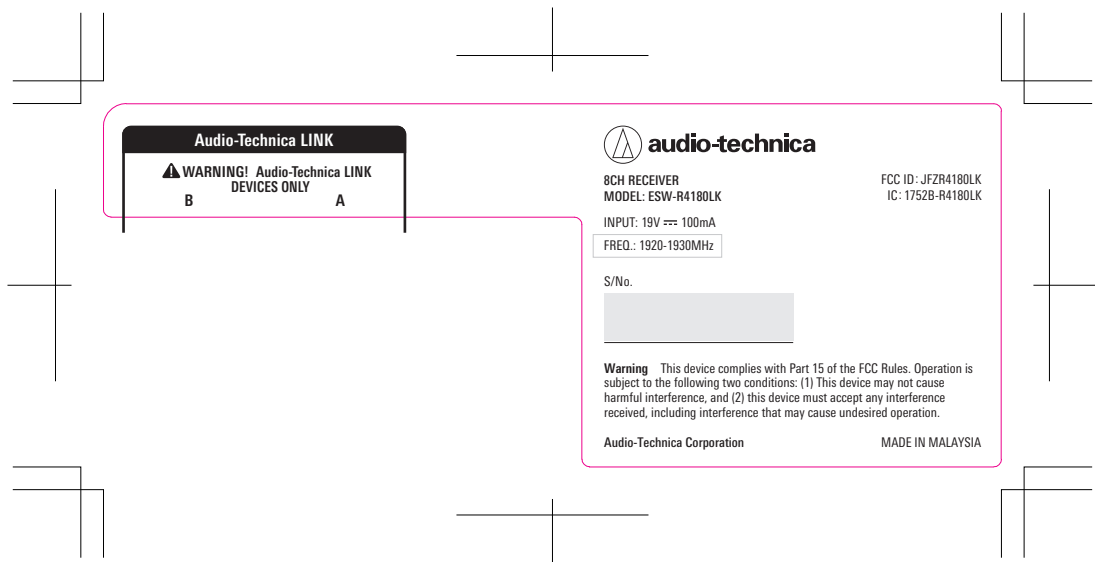 Audio-Technica LINK
WARNING! Audio-Technica LINK
DEVICES ONLY
B A
audio-technica
8CH RECEIVER FCC ID: JFZR4180LK
MODEL: ESW-R4180LK IC: 1752B-R4180LK
INPUT: 19V ⎓ 100mA
FREQ.: 1920-1930MHz
S/No.
Warning This device complies with Part 15 of the FCC Rules. Operation is
subject to the following two conditions: (1) This device may not cause
harmful interference, and (2) this device must accept any interference
received, including interference that may cause undesired operation.
Audio-Technica Corporation MADE IN MALAYSIA